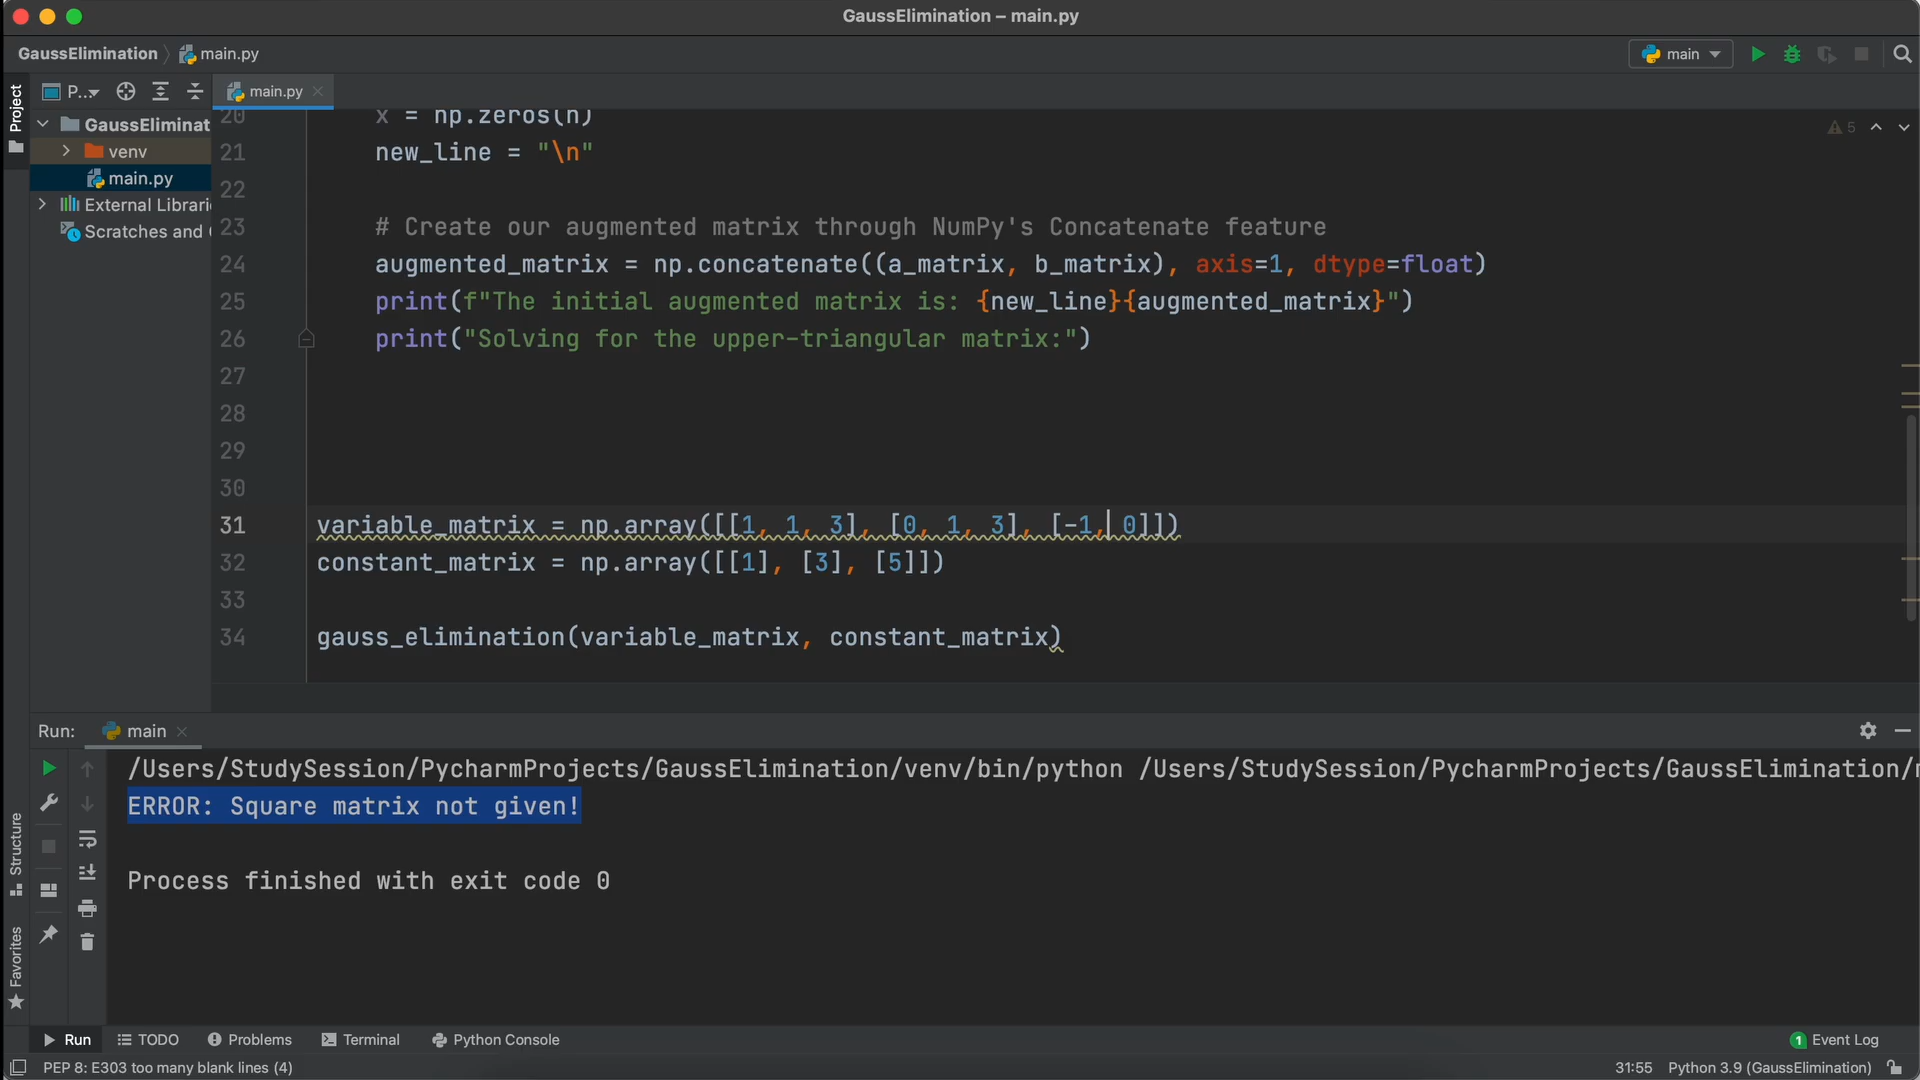 GaussElimination – main.py
GaussElimination main.py
main
Project
P...
main.py
GaussEliminat
venv
main.py
External Librari
Scratches and
5
20 x = np.zeros(n)
21 new_line = "\n"
22
23 # Create our augmented matrix through NumPy's Concatenate feature
24 augmented_matrix = np.concatenate((a_matrix, b_matrix), axis=1, dtype=float)
25 print(f"The initial augmented matrix is: {new_line}{augmented_matrix}")
26 print("Solving for the upper-triangular matrix:")
27
28
29
30
31 variable_matrix = np.array([[1, 1, 3], [0, 1, 3], [-1, 0]])
32 constant_matrix = np.array([[1], [3], [5]])
33
34 gauss_elimination(variable_matrix, constant_matrix)
Run: main
/Users/StudySession/PycharmProjects/GaussElimination/venv/bin/python /Users/StudySession/PycharmProjects/GaussElimination/
ERROR: Square matrix not given!
Process finished with exit code 0
Structure
Favorites
Run TODO Problems Terminal Python Console 1 Event Log
PEP 8: E303 too many blank lines (4) 31:55 Python 3.9 (GaussElimination)